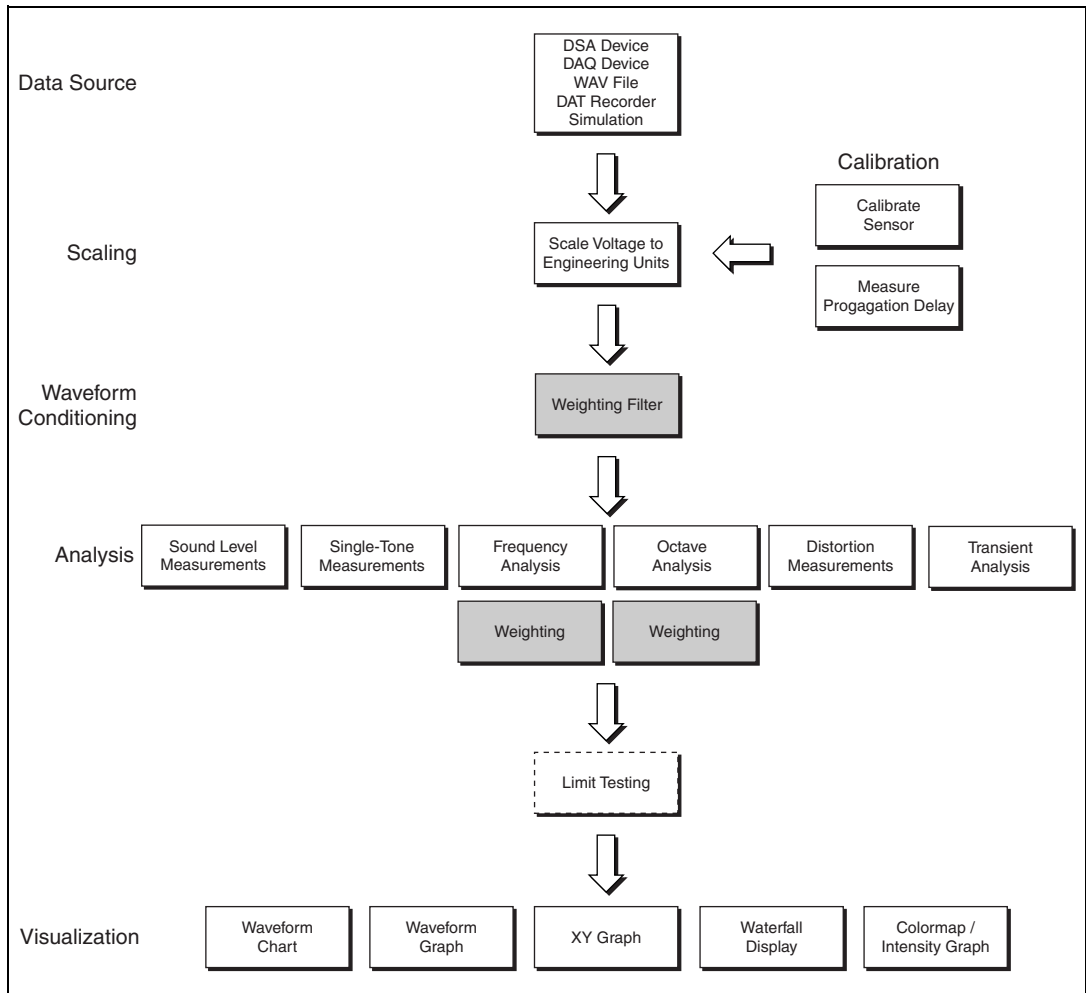 Data Source
DSA Device
DAQ Device
WAV File
DAT Recorder
Simulation
Calibration
Calibrate
Sensor
Measure
Progagation Delay
Scaling
Scale Voltage to
Engineering Units
Waveform
Conditioning
Weighting Filter
Analysis
Sound Level
Measurements
Single-Tone
Measurements
Frequency
Analysis
Octave
Analysis
Distortion
Measurements
Transient
Analysis
Weighting
Weighting
Limit Testing
Visualization
Waveform
Chart
Waveform
Graph
XY Graph
Waterfall
Display
Colormap /
Intensity Graph